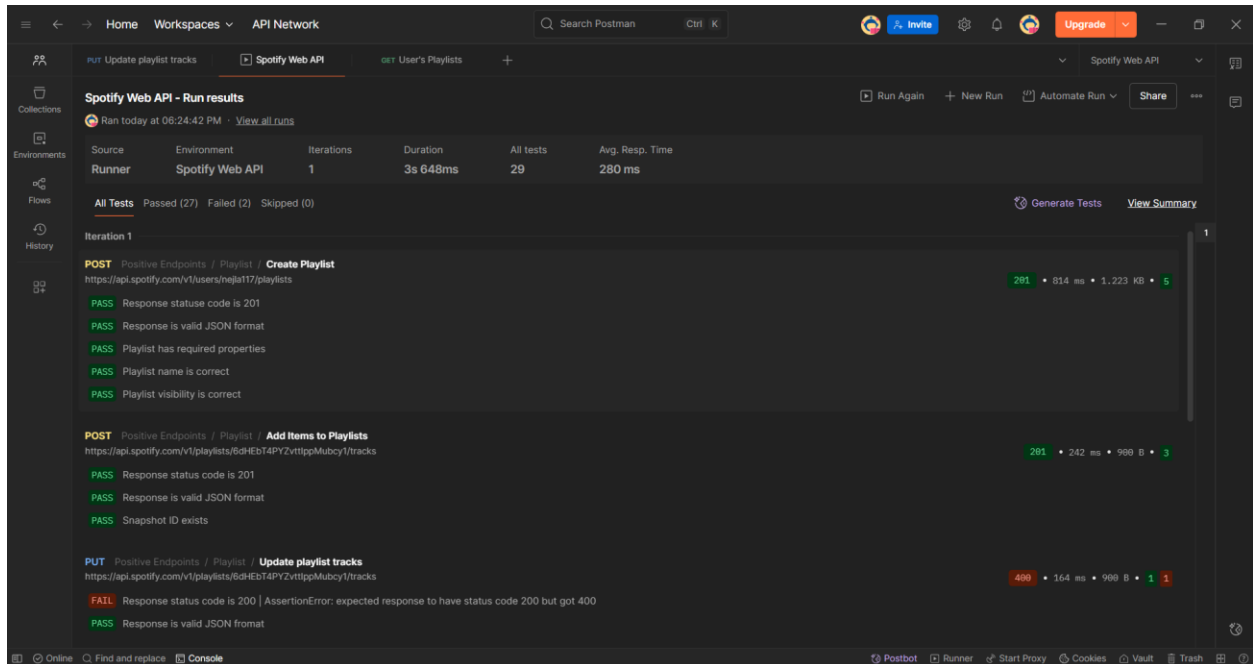 Home Workspaces API Network Search Postman Ctrl K Invite Upgrade
PUT Update playlist tracks Spotify Web API GET User's Playlists Spotify Web API
Collections
Environments
Flows
History
Spotify Web API - Run results Run Again New Run Automate Run Share
Ran today at 06:24:42 PM · View all runs
Source Environment Iterations Duration All tests Avg. Resp. Time
Runner Spotify Web API 1 3s 648ms 29 280 ms
All Tests Passed (27) Failed (2) Skipped (0) Generate Tests View Summary
Iteration 1 1
POST Positive Endpoints / Playlist / Create Playlist
https://api.spotify.com/v1/users/nejla117/playlists 201 • 814 ms • 1.223 KB • 5
PASS Response statuse code is 201
PASS Response is valid JSON format
PASS Playlist has required properties
PASS Playlist name is correct
PASS Playlist visibility is correct
POST Positive Endpoints / Playlist / Add Items to Playlists
https://api.spotify.com/v1/playlists/6dHEbT4PYZvttIppMubcy1/tracks 201 • 242 ms • 900 B • 3
PASS Response status code is 201
PASS Response is valid JSON format
PASS Snapshot ID exists
PUT Positive Endpoints / Playlist / Update playlist tracks
https://api.spotify.com/v1/playlists/6dHEbT4PYZvttIppMubcy1/tracks 400 • 164 ms • 900 B • 1 1
FAIL Response status code is 200 | AssertionError: expected response to have status code 200 but got 400
PASS Response is valid JSON fromat
Online Find and replace Console Postbot Runner Start Proxy Cookies Vault Trash